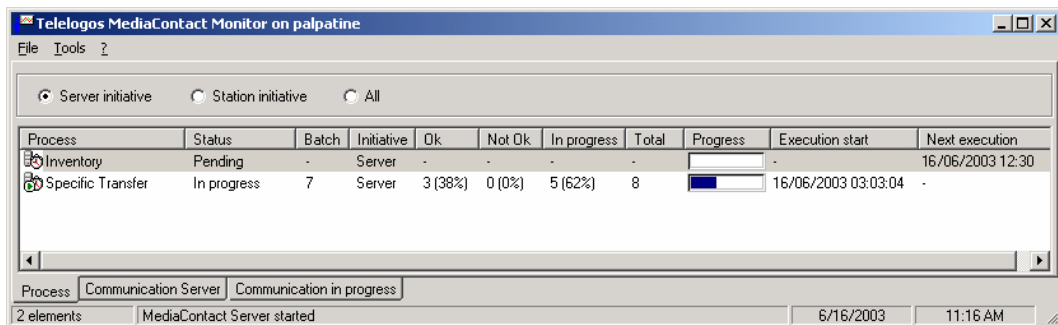 Telelogos MediaContact Monitor on palpatine
File Tools ?
Server initiative Station initiative All
Process Status Batch Initiative Ok Not Ok In progress Total Progress Execution start Next execution
Inventory Pending - Server - - - - - 16/06/2003 12:30
Specific Transfer In progress 7 Server 3 (38%) 0 (0%) 5 (62%) 8 16/06/2003 03:03:04 -
Process Communication Server Communication in progress
2 elements MediaContact Server started 6/16/2003 11:16 AM